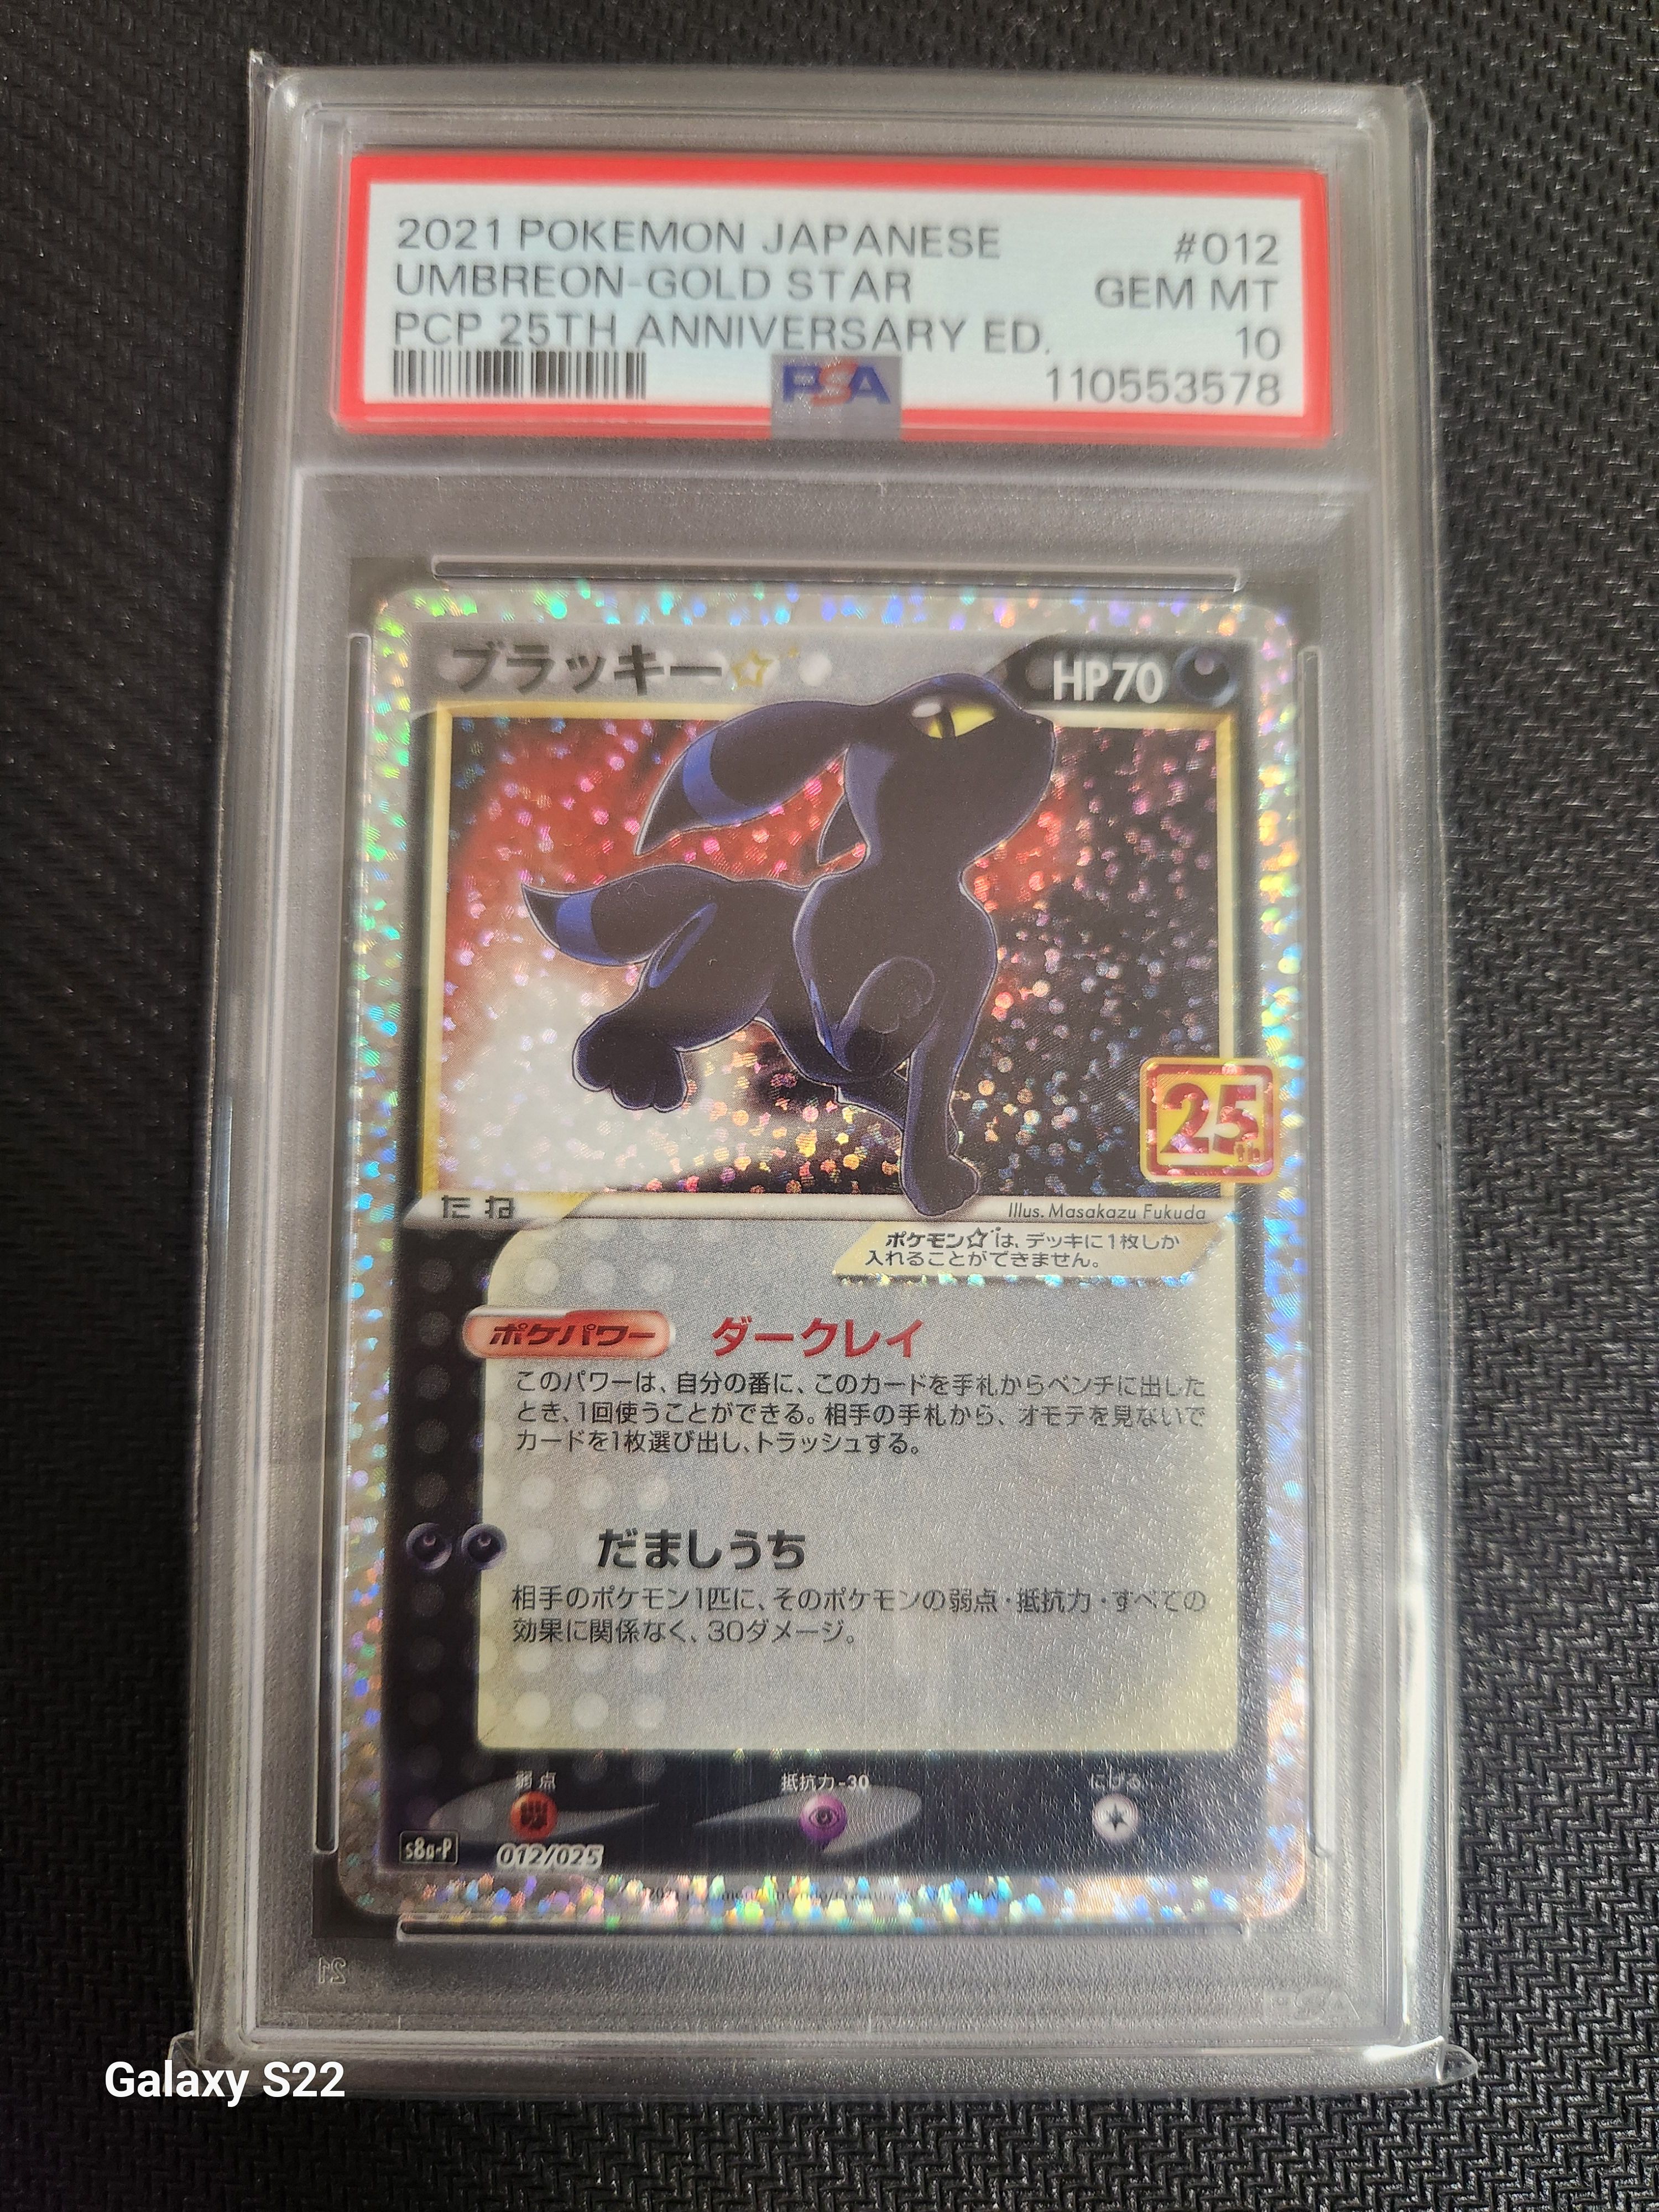 2021 POKEMON JAPANESE #012
UMBREON-GOLD STAR GEM MT
PCP 25TH ANNIVERSARY ED. 10
PSA 110553578
ブラッキー☆ HP70
25th
たね Illus. Masakazu Fukuda
ポケモン☆は、デッキに1枚しか
入れることができません。
ポケパワー ダークレイ
このパワーは、自分の番に、このカードを手札からベンチに出した
とき、1回使うことができる。相手の手札から、オモテを見ないで
カードを1枚選び出し、トラッシュする。
だましうち
相手のポケモン1匹に、そのポケモンの弱点・抵抗力・すべての
効果に関係なく、30ダメージ。
弱点 抵抗力-30 にげる
s8a-P 012/025
Galaxy S22